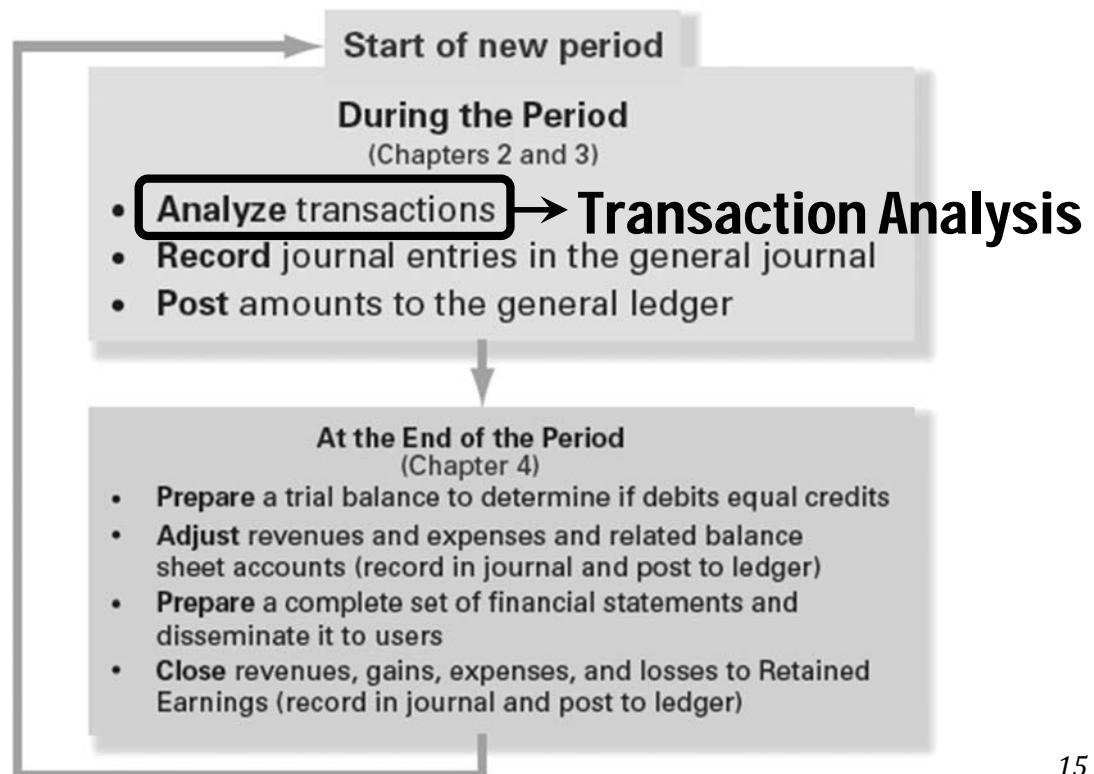 Start of new period
During the Period
(Chapters 2 and 3)
• Analyze transactions → Transaction Analysis
• Record journal entries in the general journal
• Post amounts to the general ledger
At the End of the Period
(Chapter 4)
• Prepare a trial balance to determine if debits equal credits
• Adjust revenues and expenses and related balance
sheet accounts (record in journal and post to ledger)
• Prepare a complete set of financial statements and
disseminate it to users
• Close revenues, gains, expenses, and losses to Retained
Earnings (record in journal and post to ledger)
15